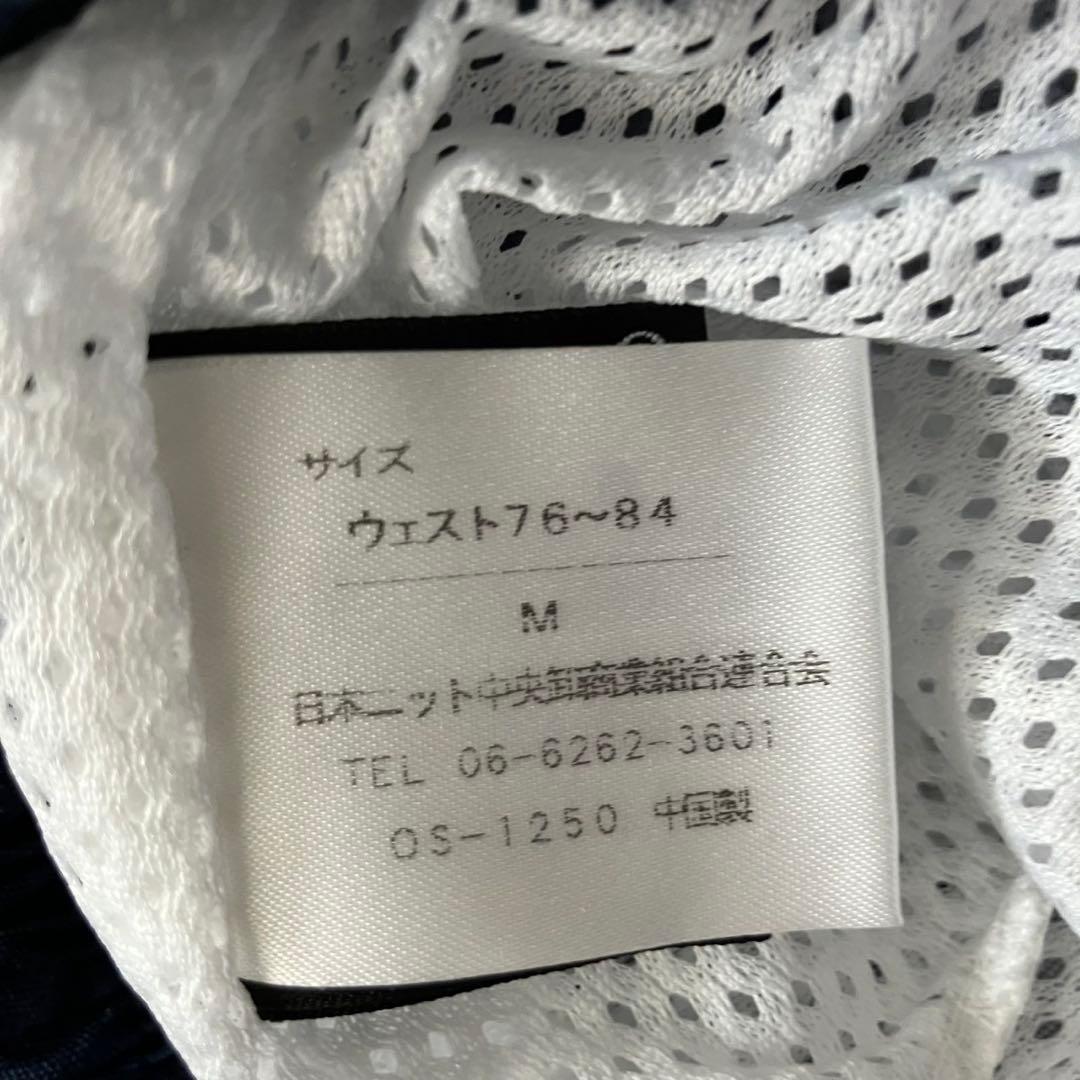 サイズ
ウェスト76〜84
M
日本ニット中央卸商業組合連合会
TEL 06-6262-3601
OS-1250 中国製